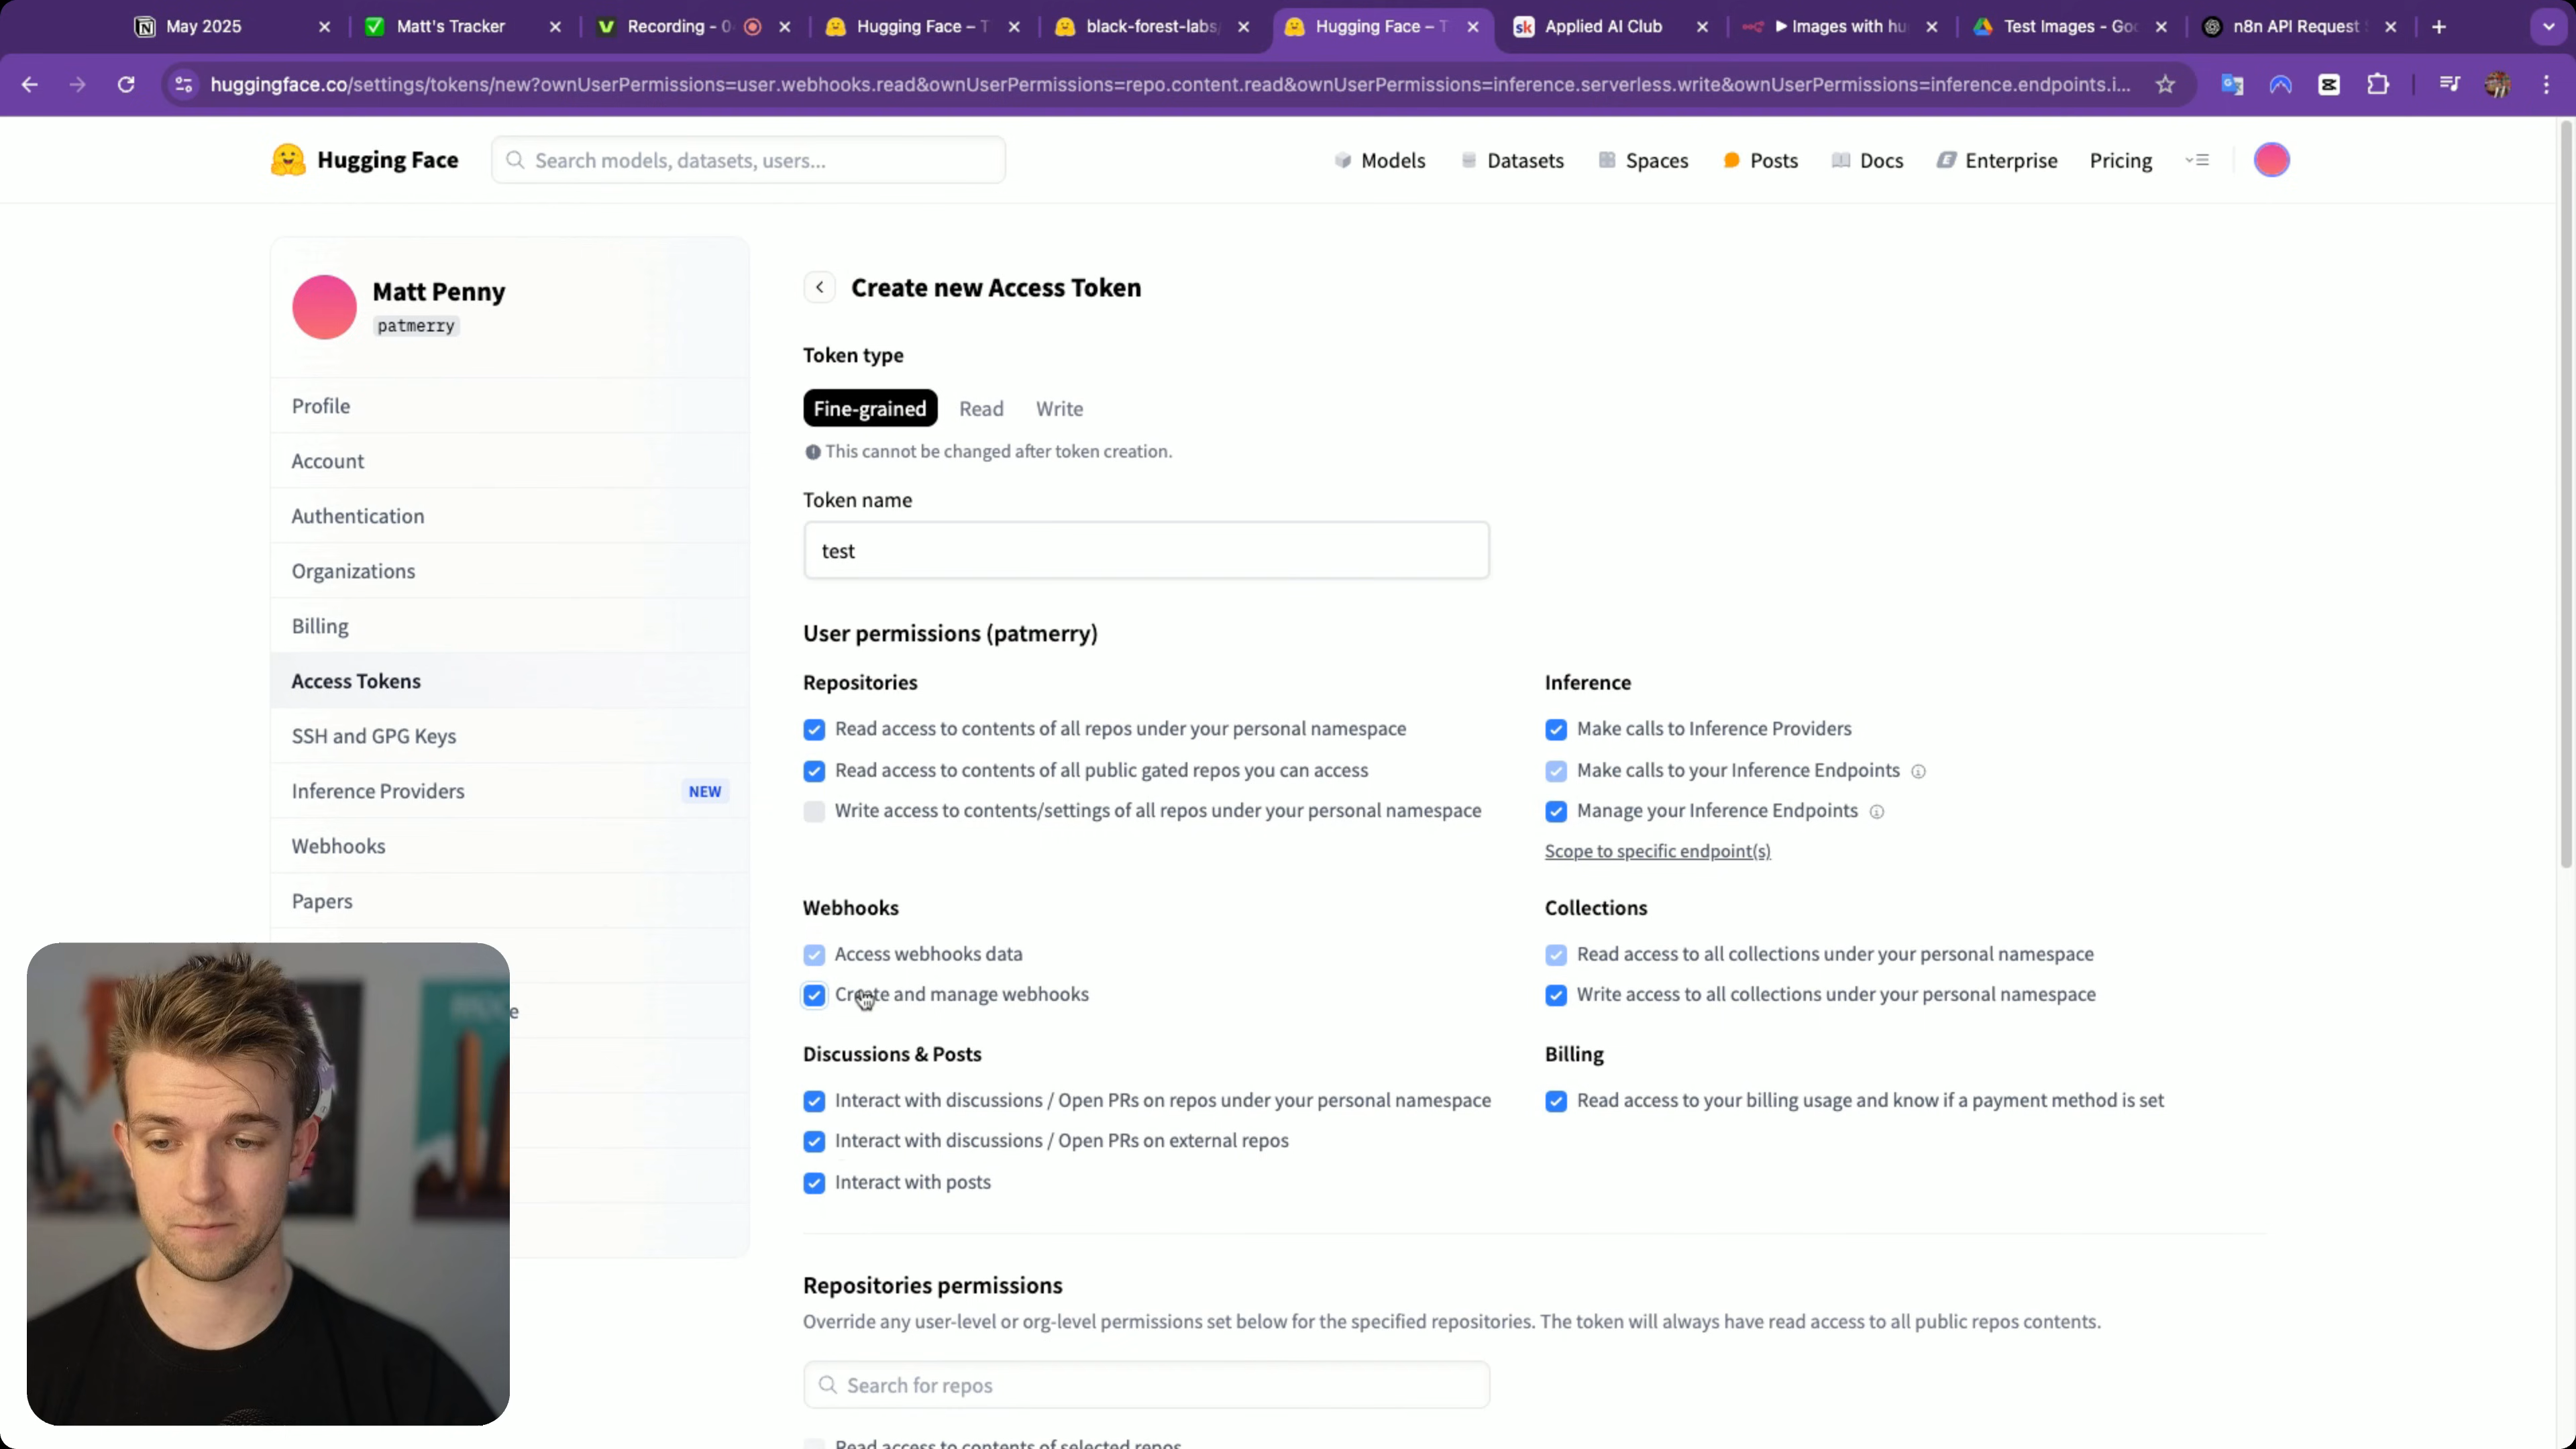 May 2025
Matt's Tracker
Recording - 0
Hugging Face – T
black-forest-labs/
Hugging Face – T
Applied AI Club
Images with hu
Test Images - Goo
n8n API Request
huggingface.co/settings/tokens/new?ownUserPermissions=user.webhooks.read&ownUserPermissions=repo.content.read&ownUserPermissions=inference.serverless.write&ownUserPermissions=inference.endpoints.i...
Hugging Face
Search models, datasets, users...
Models
Datasets
Spaces
Posts
Docs
Enterprise
Pricing
Matt Penny
patmerry
Profile
Account
Authentication
Organizations
Billing
Access Tokens
SSH and GPG Keys
Inference Providers NEW
Webhooks
Papers
e
Create new Access Token
Token type
Fine-grained Read Write
This cannot be changed after token creation.
Token name
test
User permissions (patmerry)
Repositories
Read access to contents of all repos under your personal namespace
Read access to contents of all public gated repos you can access
Write access to contents/settings of all repos under your personal namespace
Inference
Make calls to Inference Providers
Make calls to your Inference Endpoints
Manage your Inference Endpoints
Scope to specific endpoint(s)
Webhooks
Access webhooks data
Create and manage webhooks
Collections
Read access to all collections under your personal namespace
Write access to all collections under your personal namespace
Discussions & Posts
Interact with discussions / Open PRs on repos under your personal namespace
Interact with discussions / Open PRs on external repos
Interact with posts
Billing
Read access to your billing usage and know if a payment method is set
Repositories permissions
Override any user-level or org-level permissions set below for the specified repositories. The token will always have read access to all public repos contents.
Search for repos
Read access to contents of selected repos